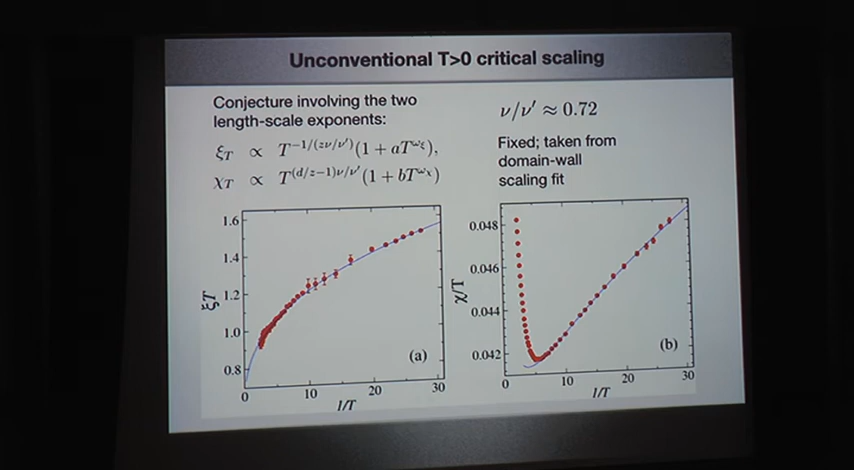 Unconventional T>0 critical scaling
Conjecture involving the two
length-scale exponents:
ξ_T ∝ T^{-1/(zν/ν′)}(1 + aT^{ω_ξ}),
χ_T ∝ T^{(d/z-1)ν/ν′}(1 + bT^{ω_χ})
ν/ν′ ≈ 0.72
Fixed; taken from
domain-wall
scaling fit
1.6
1.4
1.2
1.0
0.8
ξT
0 10 20 30
1/T
(a)
0.048
0.046
0.044
0.042
χ/T
0 10 20 30
1/T
(b)